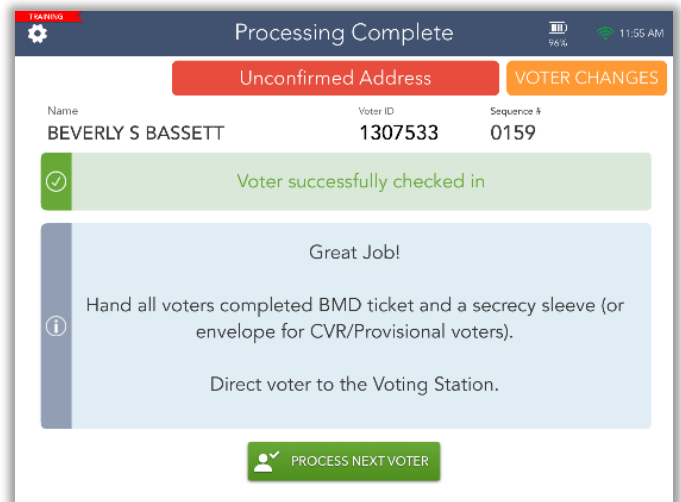 TRAINING
Processing Complete
96%
11:55 AM
Unconfirmed Address
VOTER CHANGES
Name
Voter ID
Sequence #
BEVERLY S BASSETT
1307533
0159
Voter successfully checked in
Great Job!
Hand all voters completed BMD ticket and a secrecy sleeve (or
envelope for CVR/Provisional voters).
Direct voter to the Voting Station.
PROCESS NEXT VOTER